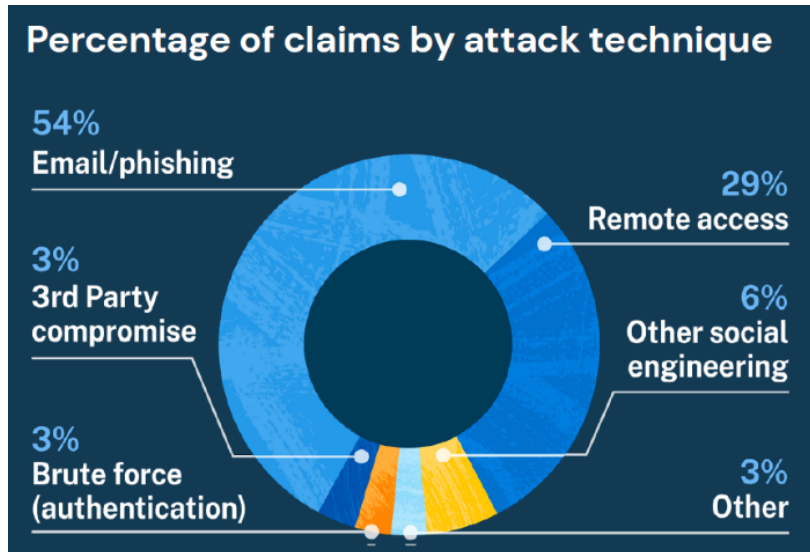 Percentage of claims by attack technique
54%
Email/phishing
29%
Remote access
3%
3rd Party
compromise
6%
Other social
engineering
3%
Brute force
(authentication)
3%
Other